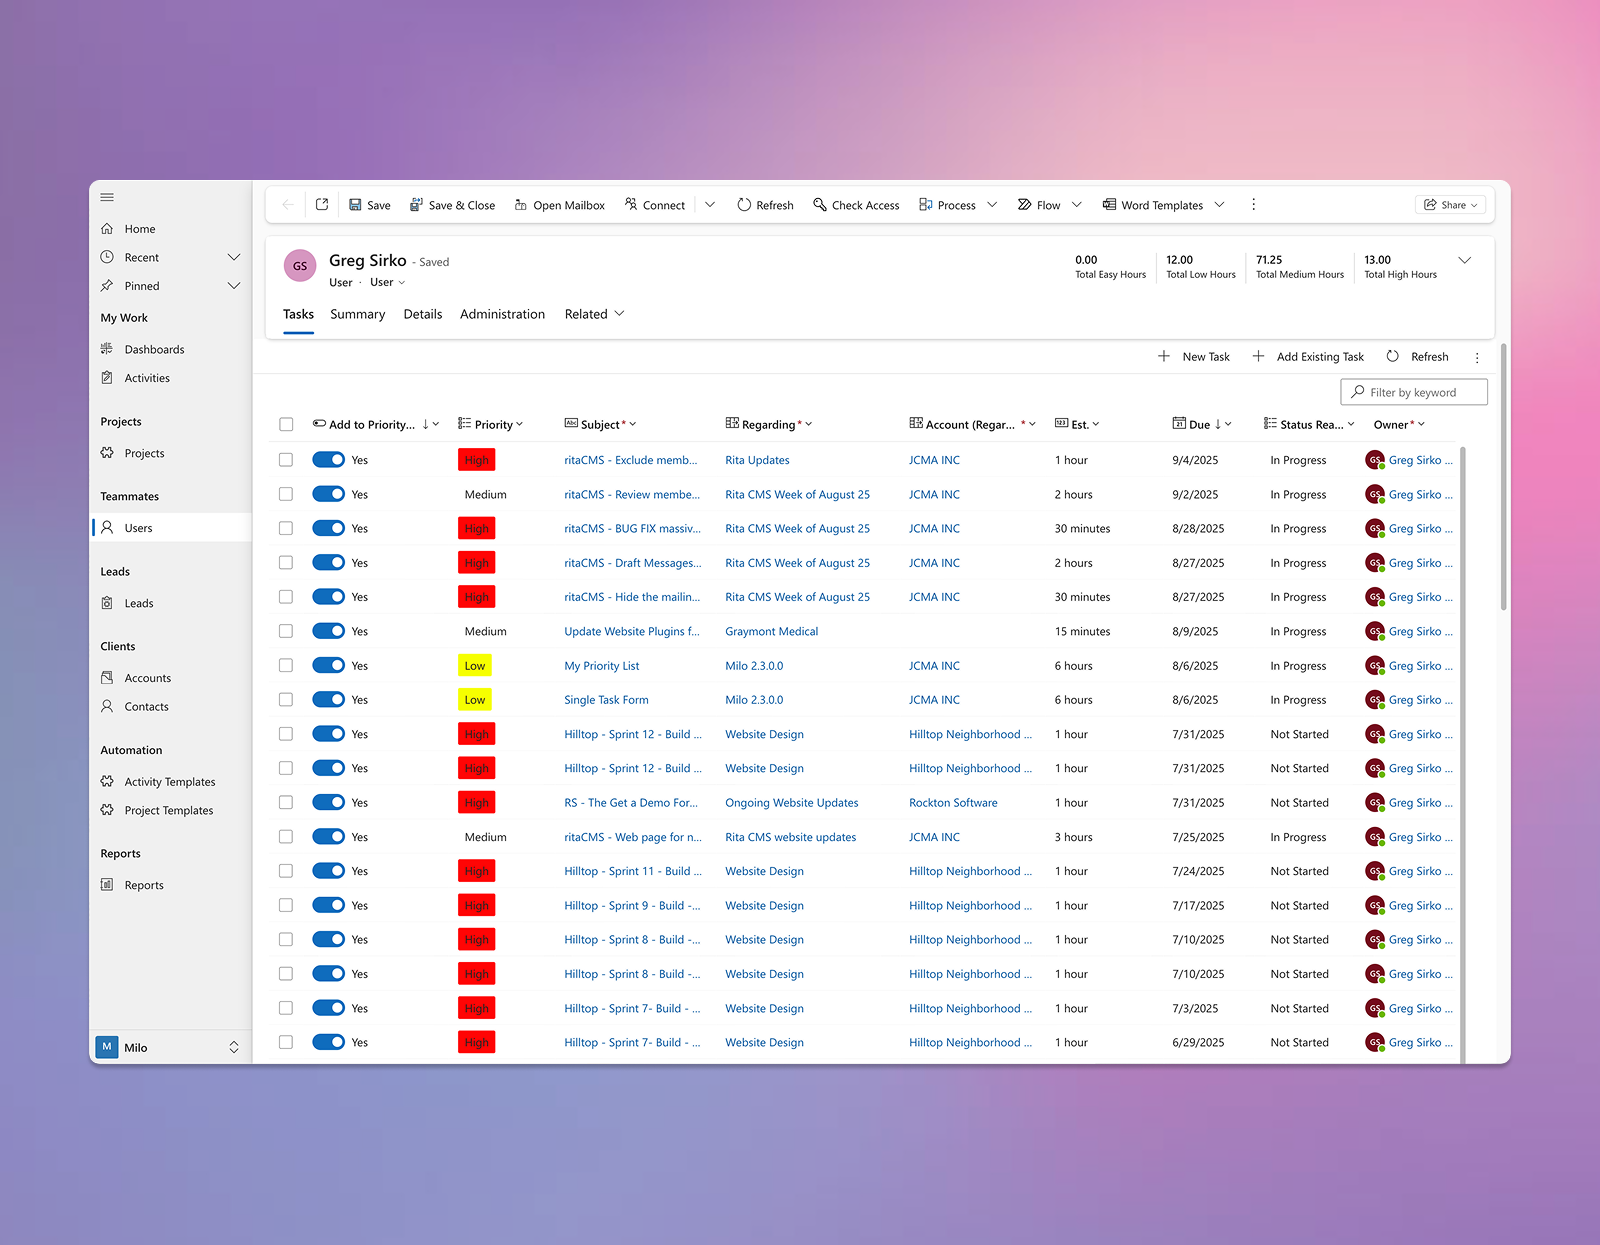 Home
Recent
Pinned
My Work
Dashboards
Activities
Projects
Projects
Teammates
Users
Leads
Leads
Clients
Accounts
Contacts
Automation
Activity Templates
Project Templates
Reports
Reports
M Milo
Save Save & Close Open Mailbox Connect Refresh Check Access Process Flow Word Templates Share
GS Greg Sirko - Saved
User · User
0.00 12.00 71.25 13.00
Total Easy Hours Total Low Hours Total Medium Hours Total High Hours
Tasks Summary Details Administration Related
New Task Add Existing Task Refresh
Filter by keyword
Add to Priority... Priority Subject* Regarding* Account (Regar... * Est. Due Status Rea... Owner*
Yes High ritaCMS - Exclude memb... Rita Updates JCMA INC 1 hour 9/4/2025 In Progress GS Greg Sirko ...
Yes Medium ritaCMS - Review membe... Rita CMS Week of August 25 JCMA INC 2 hours 9/2/2025 In Progress GS Greg Sirko ...
Yes High ritaCMS - BUG FIX massiv... Rita CMS Week of August 25 JCMA INC 30 minutes 8/28/2025 In Progress GS Greg Sirko ...
Yes High ritaCMS - Draft Messages... Rita CMS Week of August 25 JCMA INC 2 hours 8/27/2025 In Progress GS Greg Sirko ...
Yes High ritaCMS - Hide the mailin... Rita CMS Week of August 25 JCMA INC 30 minutes 8/27/2025 In Progress GS Greg Sirko ...
Yes Medium Update Website Plugins f... Graymont Medical 15 minutes 8/9/2025 In Progress GS Greg Sirko ...
Yes Low My Priority List Milo 2.3.0.0 JCMA INC 6 hours 8/6/2025 In Progress GS Greg Sirko ...
Yes Low Single Task Form Milo 2.3.0.0 JCMA INC 6 hours 8/6/2025 In Progress GS Greg Sirko ...
Yes High Hilltop - Sprint 12 - Build ... Website Design Hilltop Neighborhood ... 1 hour 7/31/2025 Not Started GS Greg Sirko ...
Yes High Hilltop - Sprint 12 - Build ... Website Design Hilltop Neighborhood ... 1 hour 7/31/2025 Not Started GS Greg Sirko ...
Yes High RS - The Get a Demo For... Ongoing Website Updates Rockton Software 1 hour 7/31/2025 Not Started GS Greg Sirko ...
Yes Medium ritaCMS - Web page for n... Rita CMS website updates JCMA INC 3 hours 7/25/2025 In Progress GS Greg Sirko ...
Yes High Hilltop - Sprint 11 - Build ... Website Design Hilltop Neighborhood ... 1 hour 7/24/2025 Not Started GS Greg Sirko ...
Yes High Hilltop - Sprint 9 - Build -... Website Design Hilltop Neighborhood ... 1 hour 7/17/2025 Not Started GS Greg Sirko ...
Yes High Hilltop - Sprint 8 - Build -... Website Design Hilltop Neighborhood ... 1 hour 7/10/2025 Not Started GS Greg Sirko ...
Yes High Hilltop - Sprint 8 - Build -... Website Design Hilltop Neighborhood ... 1 hour 7/10/2025 Not Started GS Greg Sirko ...
Yes High Hilltop - Sprint 7- Build - ... Website Design Hilltop Neighborhood ... 1 hour 7/3/2025 Not Started GS Greg Sirko ...
Yes High Hilltop - Sprint 7- Build - ... Website Design Hilltop Neighborhood ... 1 hour 6/29/2025 Not Started GS Greg Sirko ...